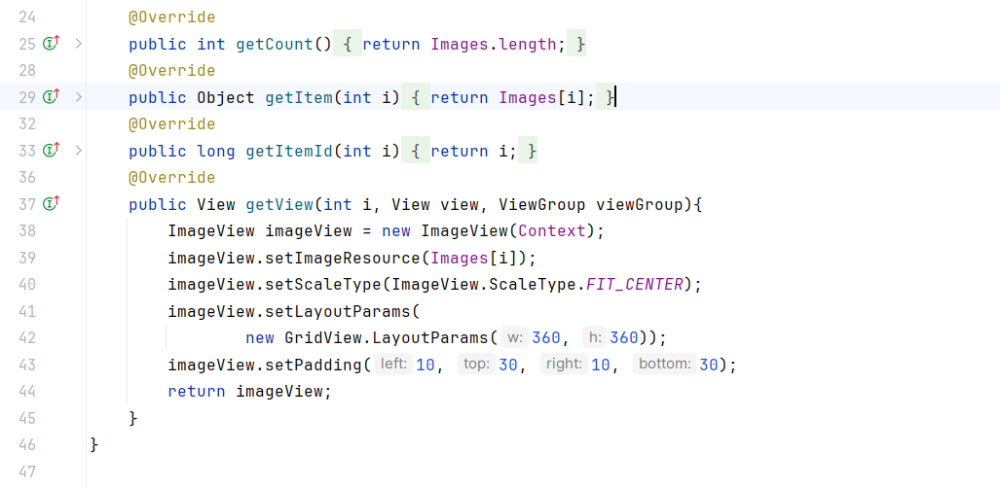 24 @Override
25 public int getCount() { return Images.length; }
28 @Override
29 public Object getItem(int i) { return Images[i]; }
32 @Override
33 public long getItemId(int i) { return i; }
36 @Override
37 public View getView(int i, View view, ViewGroup viewGroup){
38 ImageView imageView = new ImageView(Context);
39 imageView.setImageResource(Images[i]);
40 imageView.setScaleType(ImageView.ScaleType.FIT_CENTER);
41 imageView.setLayoutParams(
42 new GridView.LayoutParams( w: 360, h: 360));
43 imageView.setPadding( left: 10, top: 30, right: 10, bottom: 30);
44 return imageView;
45 }
46 }
47